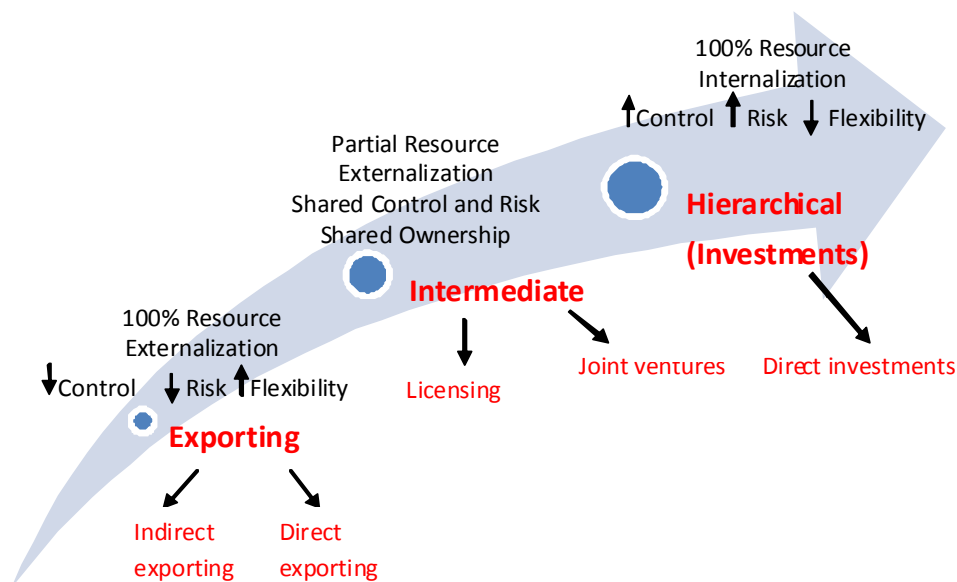 100% Resource
Internalization
Control Risk Flexibility
Hierarchical
(Investments)
Direct investments
Partial Resource
Externalization
Shared Control and Risk
Shared Ownership
Intermediate
Licensing
Joint ventures
100% Resource
Externalization
Control Risk Flexibility
Exporting
Indirect
exporting
Direct
exporting